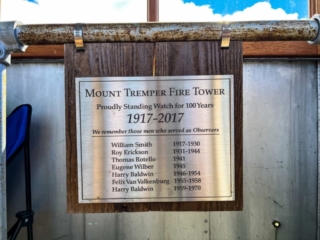 MOUNT TREMPER FIRE TOWER
Proudly Standing Watch for 100 Years
1917-2017
We remember those men who served as Observers
William Smith 1917-1930
Roy Erickson 1931-1944
Thomas Rotello 1941
Eugene Wilber 1945
Harry Baldwin 1946-1954
Felix Van Valkenburg 1955-1958
Harry Baldwin 1959-1970